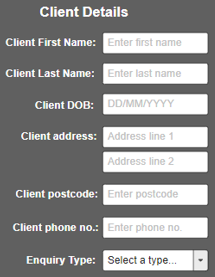 Client Details
Client First Name: Enter first name
Client Last Name: Enter last name
Client DOB: DD/MM/YYYY
Client address: Address line 1
Address line 2
Client postcode: Enter postcode
Client phone no.: Enter phone no.
Enquiry Type: Select a type...